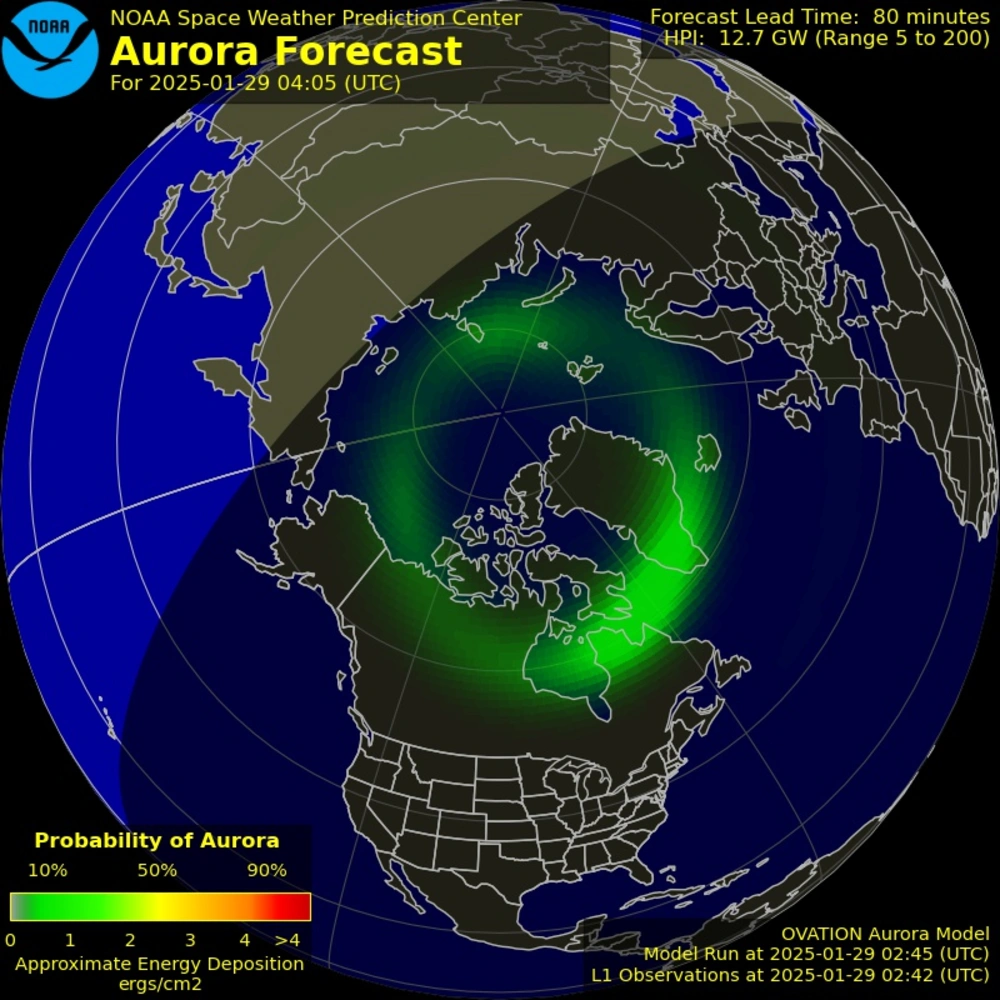 NOAA
NOAA Space Weather Prediction Center
Aurora Forecast
For 2025-01-29 04:05 (UTC)
Forecast Lead Time: 80 minutes
HPI: 12.7 GW (Range 5 to 200)
Probability of Aurora
10% 50% 90%
0 1 2 3 4 >4
Approximate Energy Deposition
ergs/cm2
OVATION Aurora Model
Model Run at 2025-01-29 02:45 (UTC)
L1 Observations at 2025-01-29 02:42 (UTC)